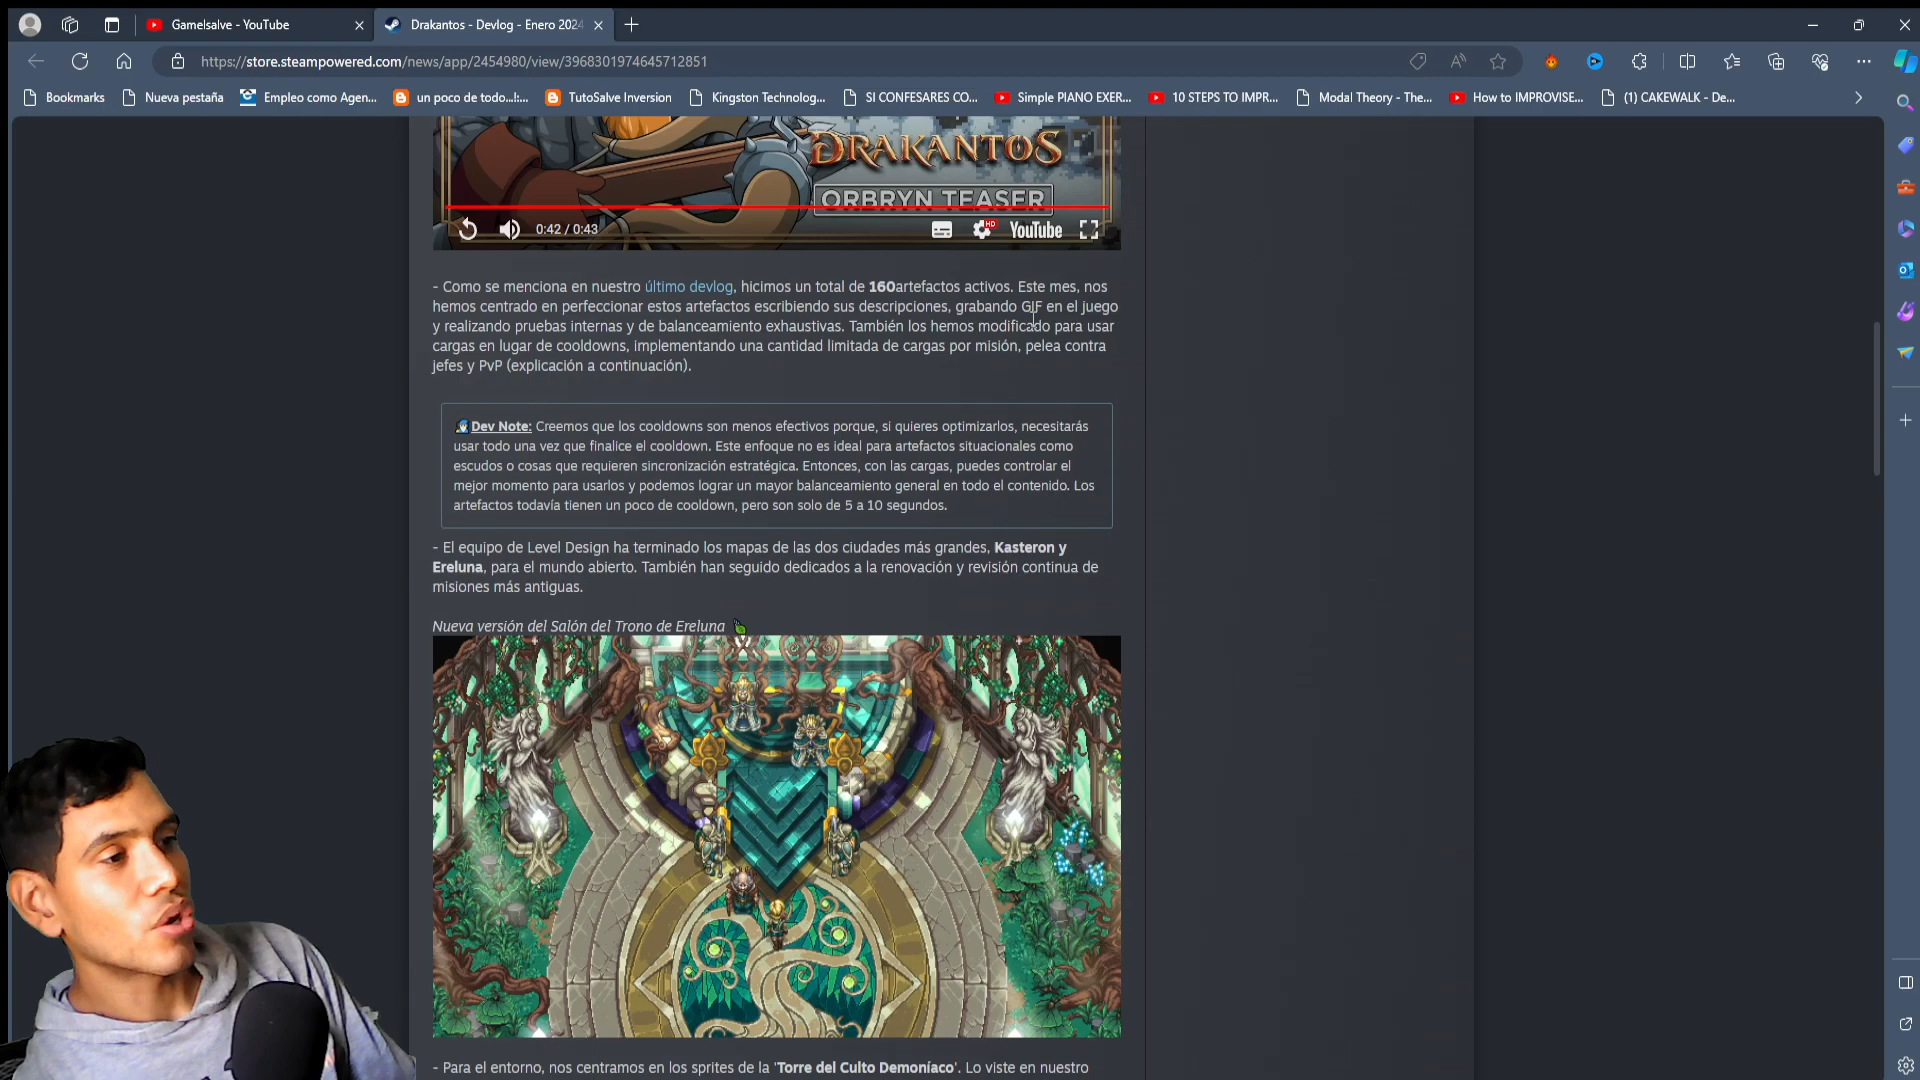 Gamelsalve - YouTube
Drakantos - Devlog - Enero 2024
https://store.steampowered.com/news/app/2454980/view/3968301974645712851
Bookmarks
Nueva pestaña
Empleo como Agen...
un poco de todo...!:...
TutoSalve Inversion
Kingston Technolog...
SI CONFESARES CO...
Simple PIANO EXER...
10 STEPS TO IMPR...
Modal Theory - The...
How to IMPROVISE...
(1) CAKEWALK - De...
DRAKANTOS
ORBRYN TEASER
0:42 / 0:43
HD
YouTube
- Como se menciona en nuestro último devlog, hicimos un total de 160artefactos activos. Este mes, nos
hemos centrado en perfeccionar estos artefactos escribiendo sus descripciones, grabando GIF en el juego
y realizando pruebas internas y de balanceamiento exhaustivas. También los hemos modificado para usar
cargas en lugar de cooldowns, implementando una cantidad limitada de cargas por misión, pelea contra
jefes y PvP (explicación a continuación).
Dev Note: Creemos que los cooldowns son menos efectivos porque, si quieres optimizarlos, necesitarás
usar todo una vez que finalice el cooldown. Este enfoque no es ideal para artefactos situacionales como
escudos o cosas que requieren sincronización estratégica. Entonces, con las cargas, puedes controlar el
mejor momento para usarlos y podemos lograr un mayor balanceamiento general en todo el contenido. Los
artefactos todavía tienen un poco de cooldown, pero son solo de 5 a 10 segundos.
- El equipo de Level Design ha terminado los mapas de las dos ciudades más grandes, Kasteron y
Ereluna, para el mundo abierto. También han seguido dedicados a la renovación y revisión continua de
misiones más antiguas.
Nueva versión del Salón del Trono de Ereluna
- Para el entorno, nos centramos en los sprites de la 'Torre del Culto Demoníaco'. Lo viste en nuestro